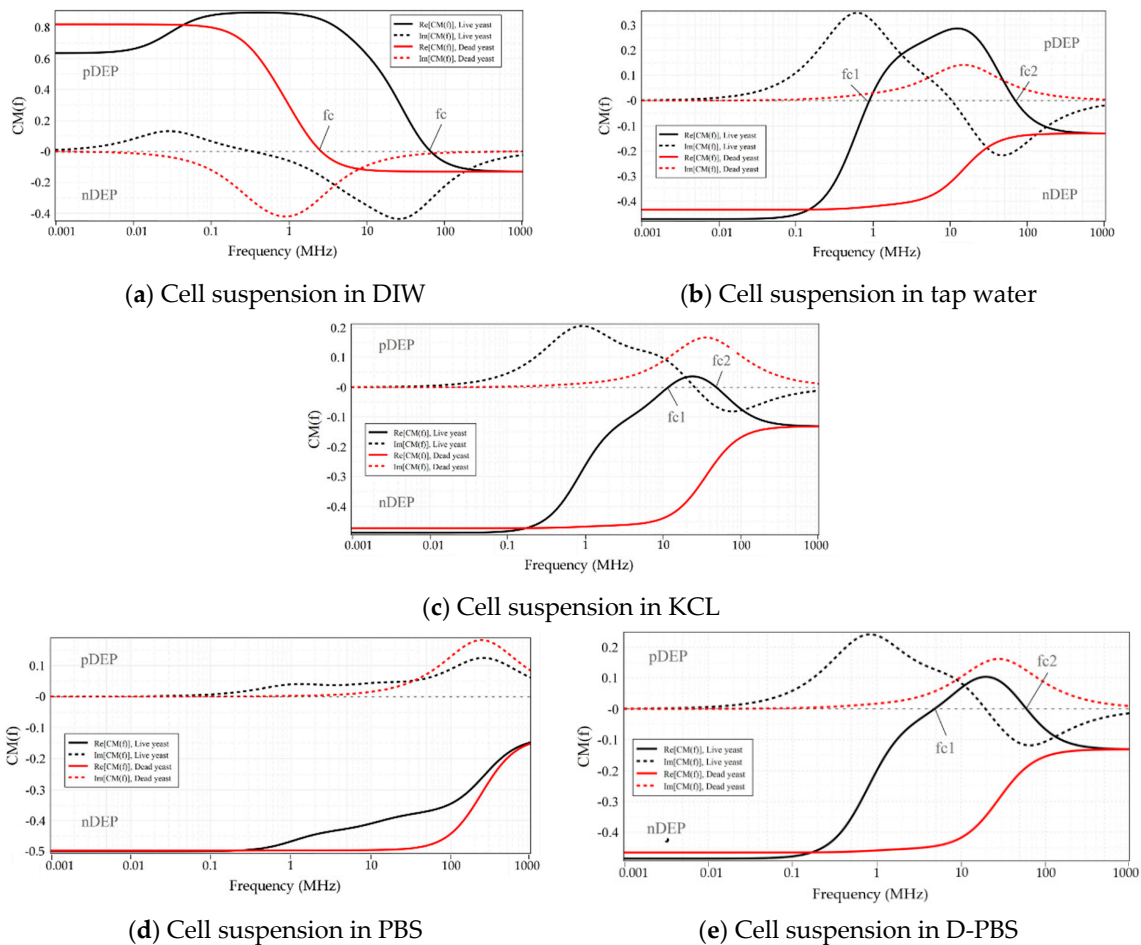 0.8
0.6
0.4
0.2
-0
-0.2
-0.4
CM(f)
pDEP
nDEP
fc
fc
Re[CM(f)], Live yeast
Im[CM(f)], Live yeast
Re[CM(f)], Dead yeast
Im[CM(f)], Dead yeast
0.001 0.01 0.1 1 10 100 1000
Frequency (MHz)
(a) Cell suspension in DIW
0.3
0.2
0.1
-0
-0.1
-0.2
-0.3
-0.4
CM(f)
pDEP
nDEP
fc1
fc2
Re[CM(f)], Live yeast
Im[CM(f)], Live yeast
Re[CM(f)], Dead yeast
Im[CM(f)], Dead yeast
0.001 0.01 0.1 1 10 100 1000
Frequency (MHz)
(b) Cell suspension in tap water
0.2
0.1
-0
-0.1
-0.2
-0.3
-0.4
CM(f)
pDEP
nDEP
fc1
fc2
Re[CM(f)], Live yeast
Im[CM(f)], Live yeast
Re[CM(f)], Dead yeast
Im[CM(f)], Dead yeast
0.001 0.01 0.1 1 10 100 1000
Frequency (MHz)
(c) Cell suspension in KCL
0.1
-0
-0.1
-0.2
-0.3
-0.4
-0.5
CM(f)
pDEP
nDEP
Re[CM(f)], Live yeast
Im[CM(f)], Live yeast
Re[CM(f)], Dead yeast
Im[CM(f)], Dead yeast
0.001 0.01 0.1 1 10 100 1000
Frequency (MHz)
(d) Cell suspension in PBS
0.2
0.1
-0
-0.1
-0.2
-0.3
-0.4
CM(f)
pDEP
nDEP
fc1
fc2
Re[CM(f)], Live yeast
Im[CM(f)], Live yeast
Re[CM(f)], Dead yeast
Im[CM(f)], Dead yeast
0.001 0.01 0.1 1 10 100 1000
Frequency (MHz)
(e) Cell suspension in D-PBS